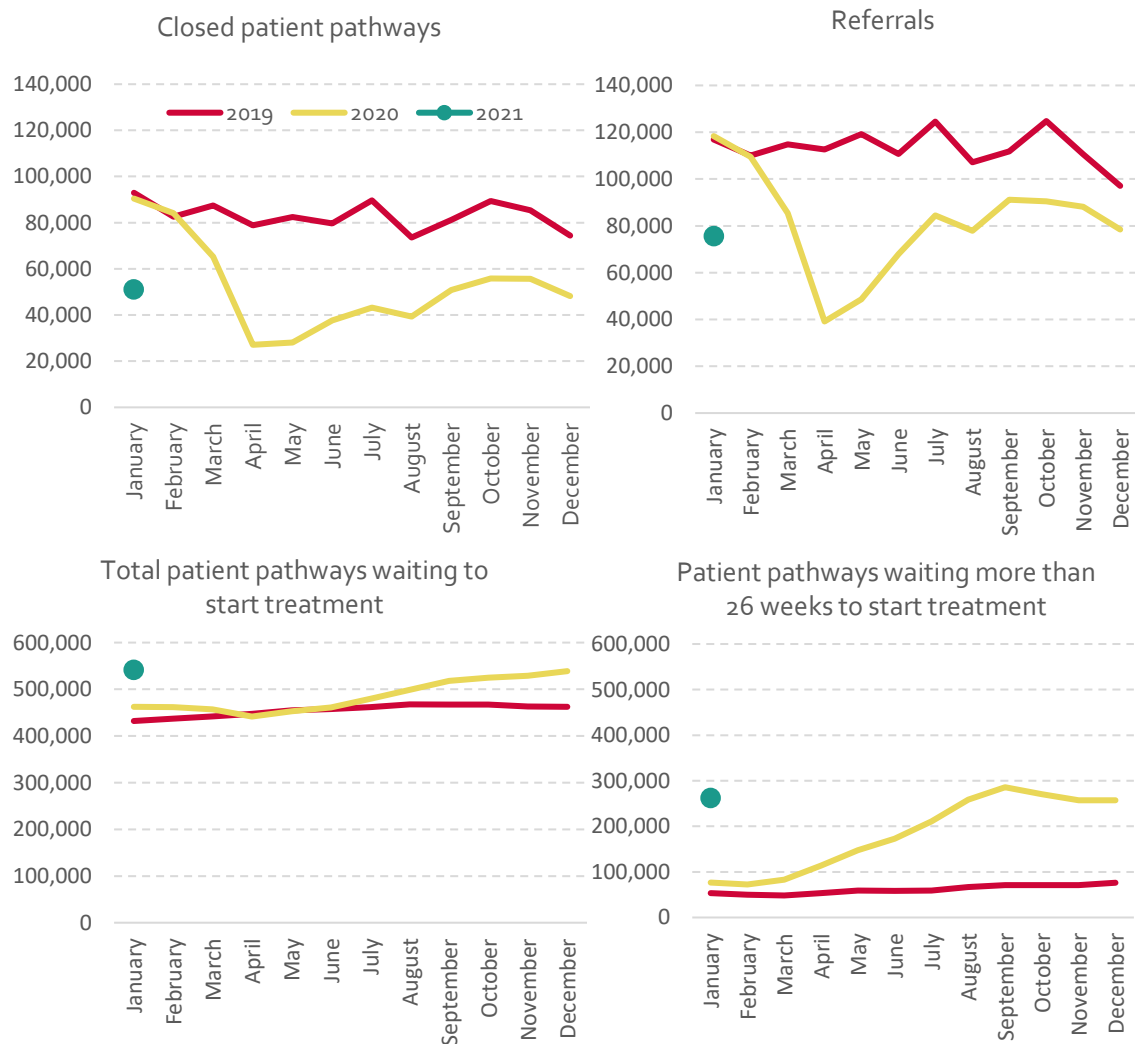 Closed patient pathways
140,000
120,000
100,000
80,000
60,000
40,000
20,000
0
2019 2020 2021
January
February
March
April
May
June
July
August
September
October
November
December
Referrals
140,000
120,000
100,000
80,000
60,000
40,000
20,000
0
January
February
March
April
May
June
July
August
September
October
November
December
Total patient pathways waiting to
start treatment
600,000
500,000
400,000
300,000
200,000
100,000
0
January
February
March
April
May
June
July
August
September
October
November
December
Patient pathways waiting more than
26 weeks to start treatment
600,000
500,000
400,000
300,000
200,000
100,000
0
January
February
March
April
May
June
July
August
September
October
November
December